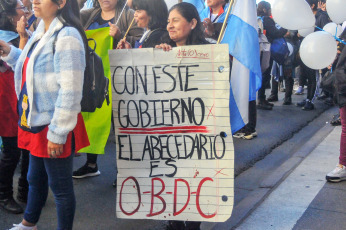 CON ESTE
GOBIERNO
EL ABECEDARIO
ES
O-B-D-C